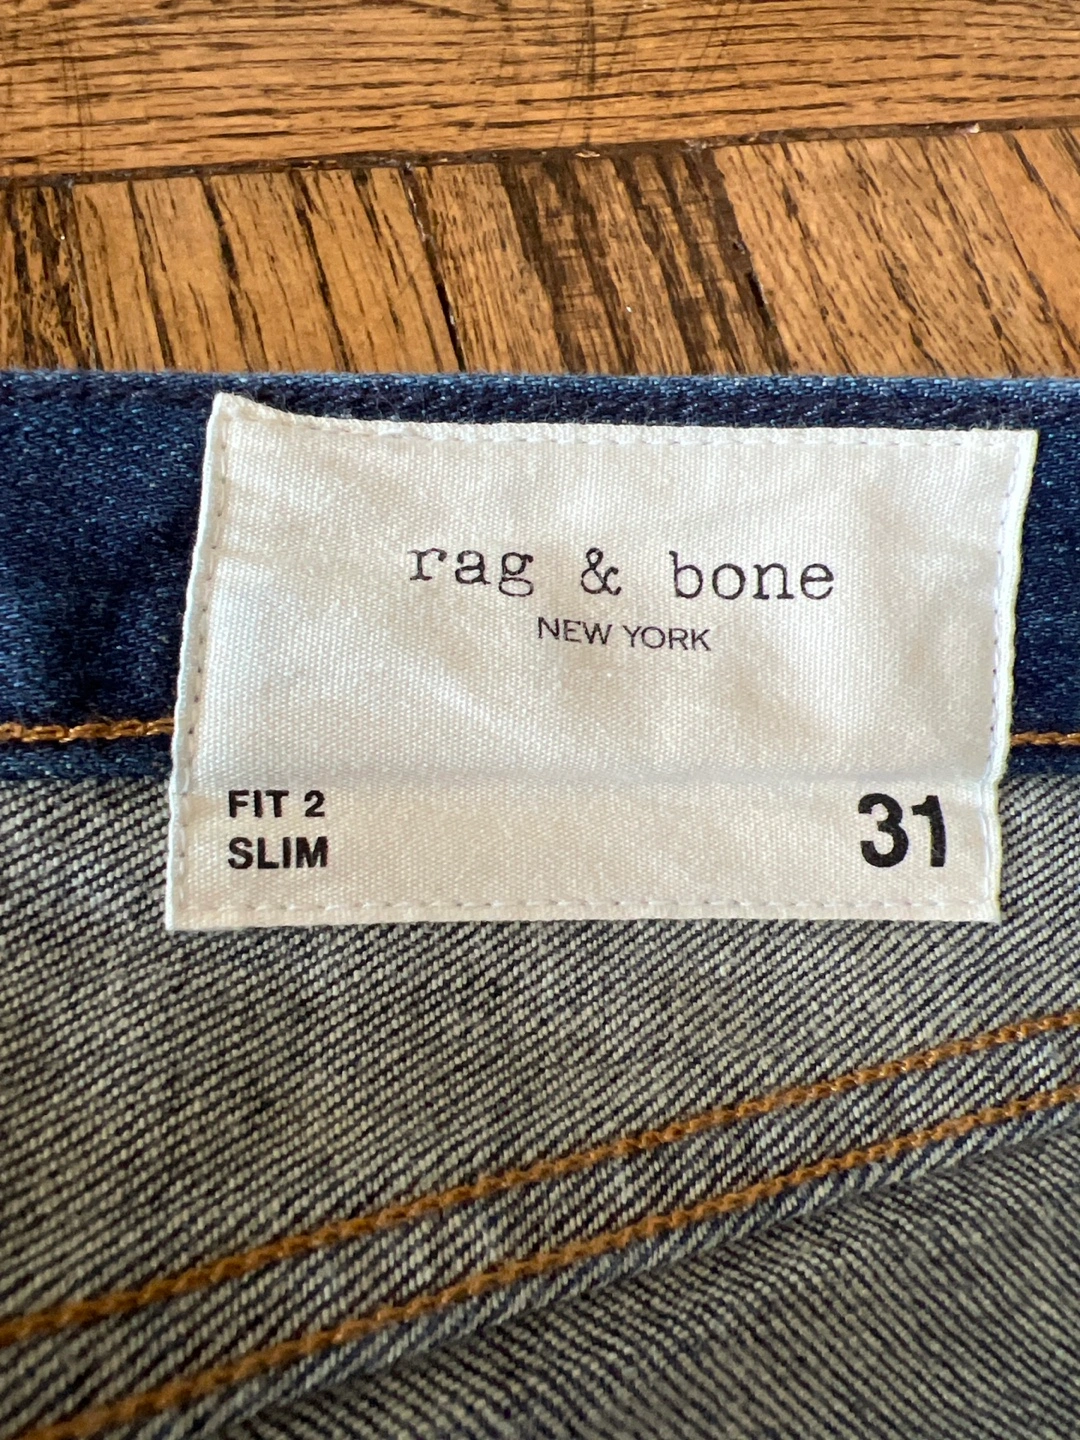 rag & bone
NEW YORK
FIT 2
SLIM
31